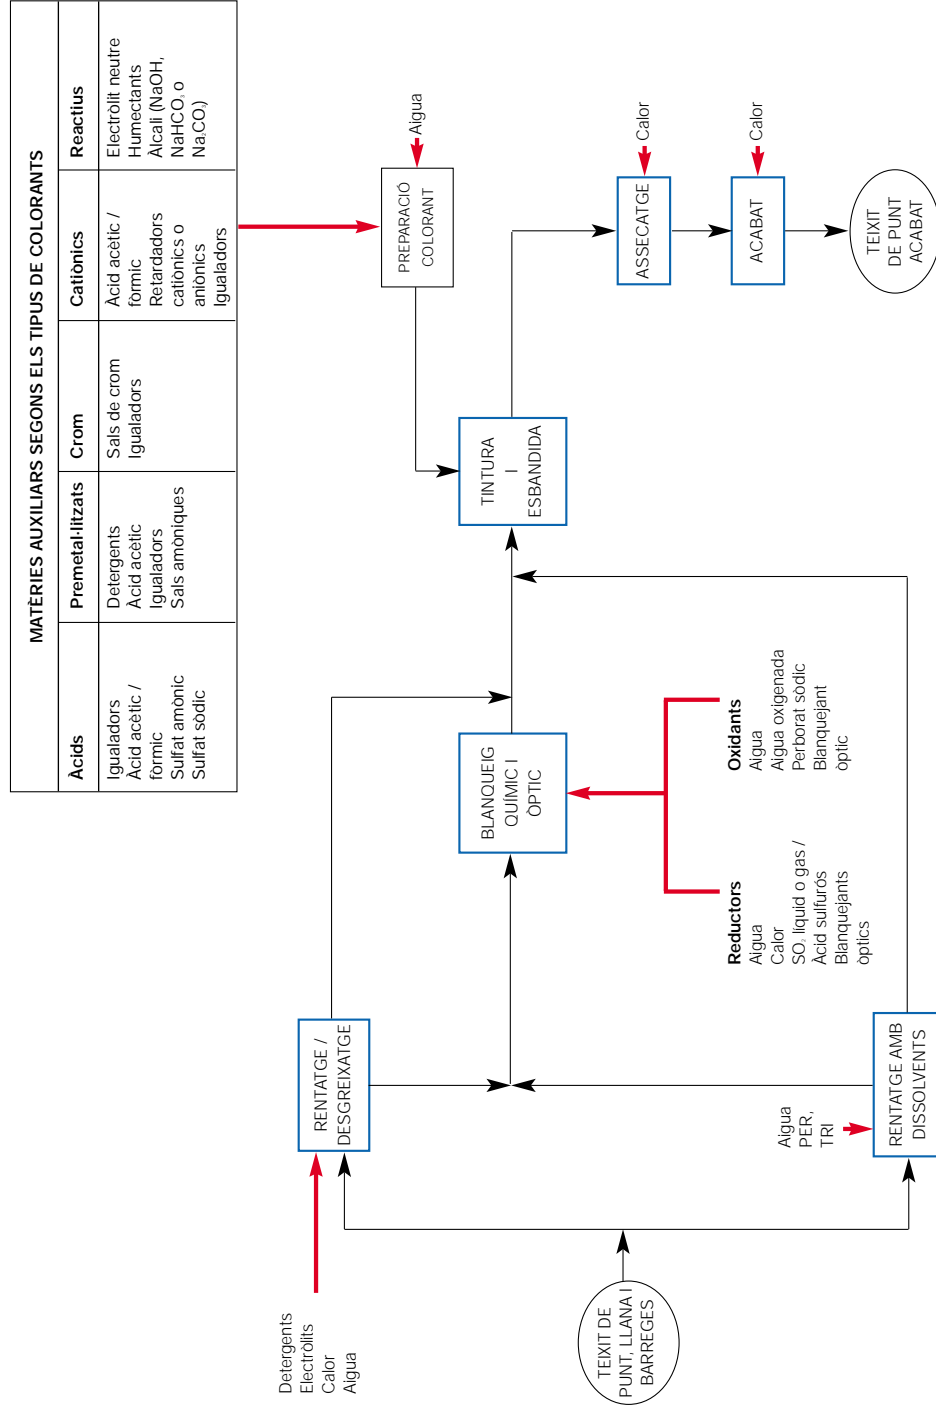 MATÈRIES AUXILIARS SEGONS ELS TIPUS DE COLORANTS
Àcids
Igualadors
Àcid acètic /
fòrmic
Sulfat amònic
Sulfat sòdic
Premetal·litzats
Detergents
Àcid acètic
Igualadors
Sals amòniques
Crom
Sals de crom
Igualadors
Catiònics
Àcid acètic /
fòrmic
Retardadors
catiònics o
aniònics
Igualadors
Reactius
Electròlit neutre
Humectants
Àlcali (NaOH,
NaHCO₃ o
Na₂CO₃)
Detergents
Electròlits
Calor
Aigua
RENTATGE /
DESGREIXATGE
PREPARACIÓ
COLORANT
Aigua
TEIXIT DE
PUNT, LLANA I
BARREGES
BLANQUEIG
QUÍMIC I
ÒPTIC
TINTURA
I
ESBANDIDA
ASSECATGE
Calor
ACABAT
Calor
TEIXIT
DE PUNT
ACABAT
Reductors
Aigua
Calor
SO₂ líquid o gas /
Àcid sulfurós
Blanquejants
òptics
Oxidants
Aigua
Aigua oxigenada
Perborat sòdic
Blanquejant
òptic
Aigua
PER,
TRI
RENTATGE AMB
DISSOLVENTS